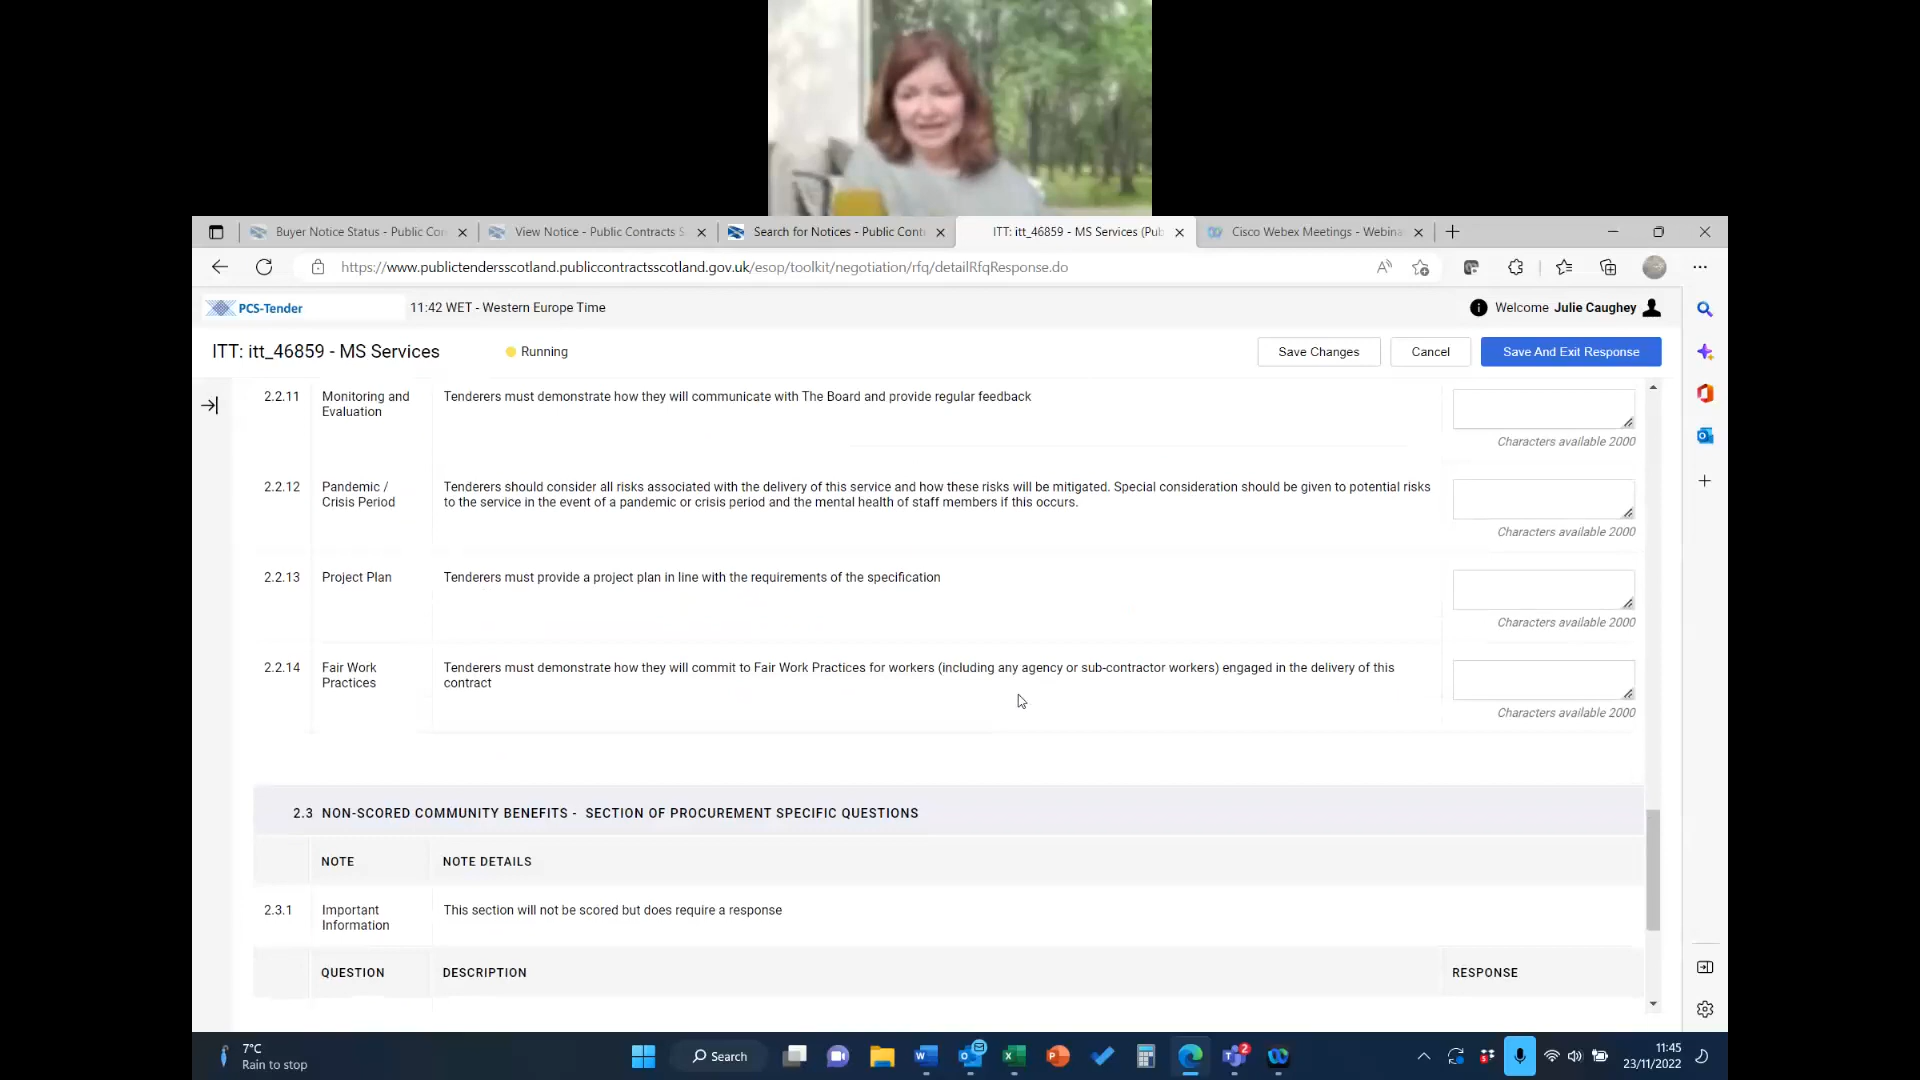 Buyer Notice Status - Public Con
View Notice - Public Contracts S
Search for Notices - Public Cont
ITT: itt_46859 - MS Services (Pub
Cisco Webex Meetings - Webina
https://www.publictendersscotland.publiccontractsscotland.gov.uk/esop/toolkit/negotiation/rfq/detailRfqResponse.do
PCS-Tender
11:42 WET - Western Europe Time
Welcome Julie Caughey
ITT: itt_46859 - MS Services
Running
Save Changes
Cancel
Save And Exit Response
2.2.11 Monitoring and Tenderers must demonstrate how they will communicate with The Board and provide regular feedback
Evaluation
Characters available 2000
2.2.12 Pandemic / Tenderers should consider all risks associated with the delivery of this service and how these risks will be mitigated. Special consideration should be given to potential risks
Crisis Period to the service in the event of a pandemic or crisis period and the mental health of staff members if this occurs.
Characters available 2000
2.2.13 Project Plan Tenderers must provide a project plan in line with the requirements of the specification
Characters available 2000
2.2.14 Fair Work Tenderers must demonstrate how they will commit to Fair Work Practices for workers (including any agency or sub-contractor workers) engaged in the delivery of this
Practices contract
Characters available 2000
2.3 NON-SCORED COMMUNITY BENEFITS - SECTION OF PROCUREMENT SPECIFIC QUESTIONS
NOTE NOTE DETAILS
2.3.1 Important This section will not be scored but does require a response
Information
QUESTION DESCRIPTION RESPONSE
7°C
Rain to stop
Search
2
11:45
23/11/2022